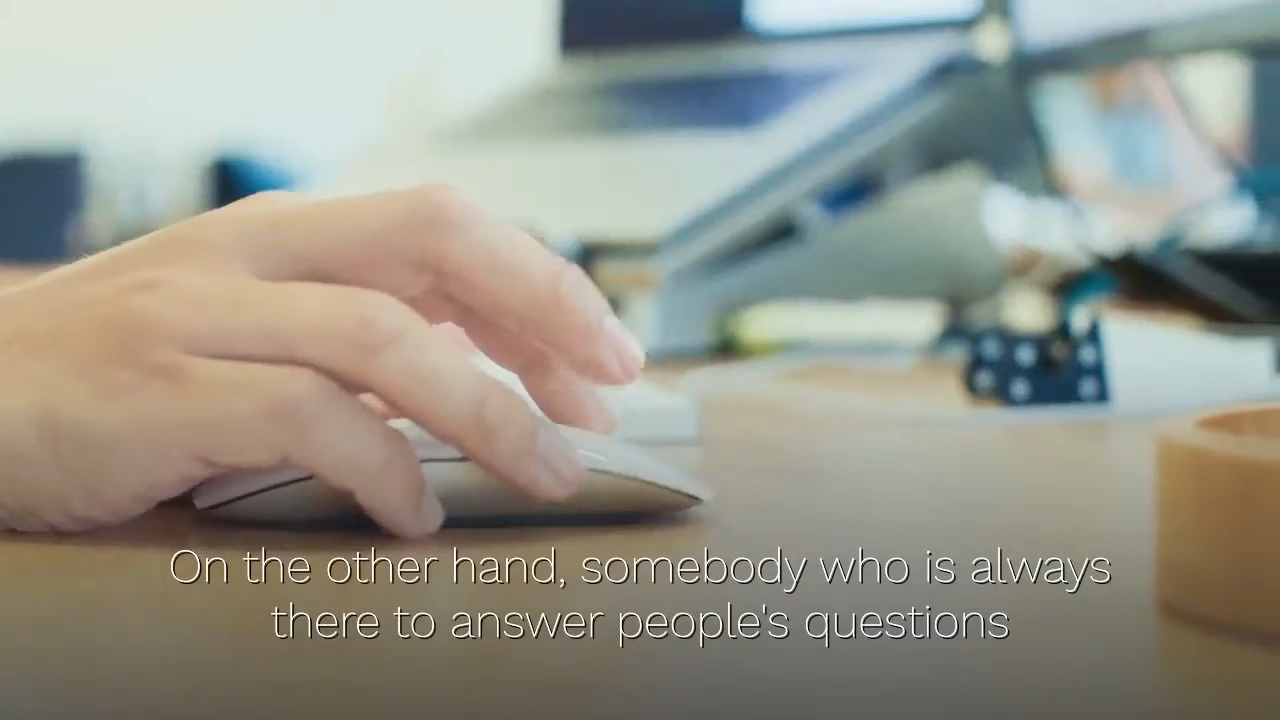 On the other hand, somebody who is always
there to answer people's questions